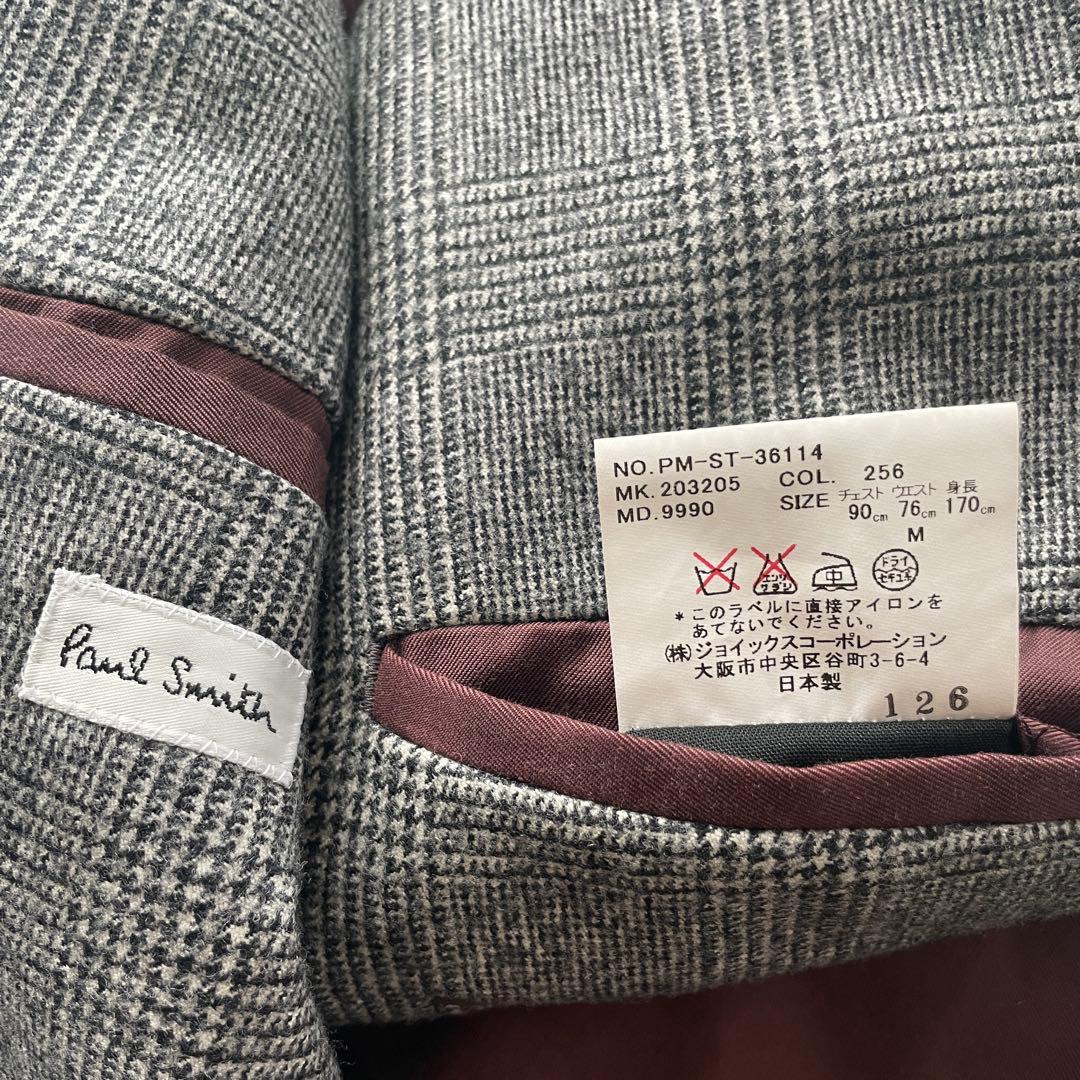 Paul Smith
NO.PM-ST-36114
MK.203205 COL. 256
MD.9990 SIZE チェスト ウエスト 身長
90cm 76cm 170cm
M
エンソ
サラシ
中
ドライ
セキユ系
*このラベルに直接アイロンを
あてないでください。
(株)ジョイックスコーポレーション
大阪市中央区谷町3-6-4
日本製
126